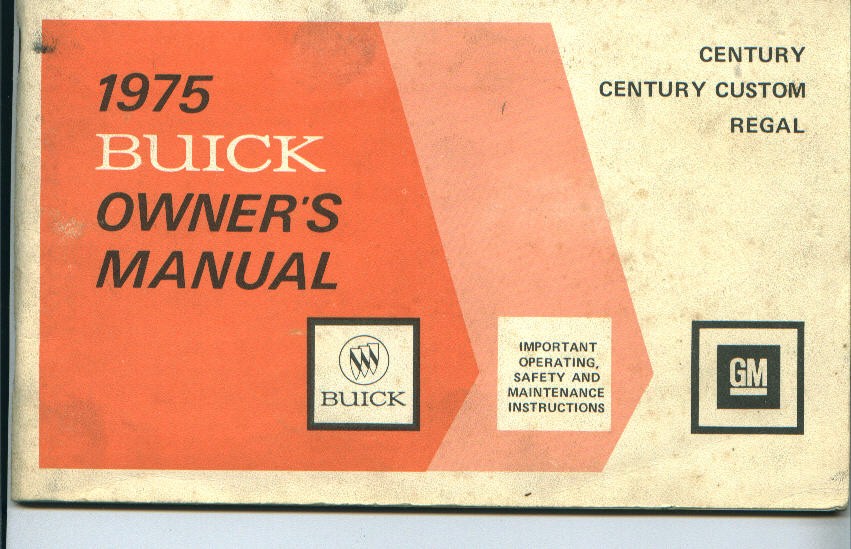 1975
BUICK
OWNER'S
MANUAL
CENTURY
CENTURY CUSTOM
REGAL
BUICK
IMPORTANT
OPERATING,
SAFETY AND
MAINTENANCE
INSTRUCTIONS
GM